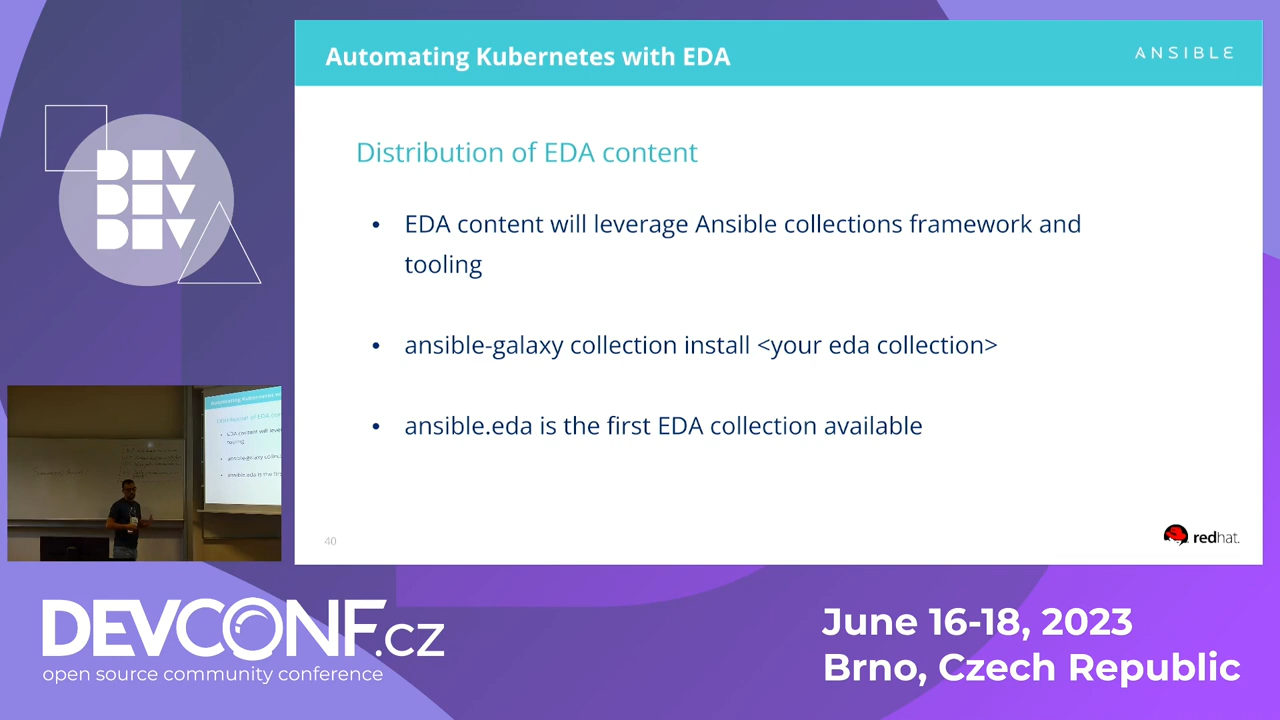 Automating Kubernetes with EDA
ANSIBLE
Distribution of EDA content
• EDA content will leverage Ansible collections framework and
tooling
• ansible-galaxy collection install <your eda collection>
• ansible.eda is the first EDA collection available
40
redhat.
DEV
DEV
DEV
DEVCONF.cz
open source community conference
June 16-18, 2023
Brno, Czech Republic